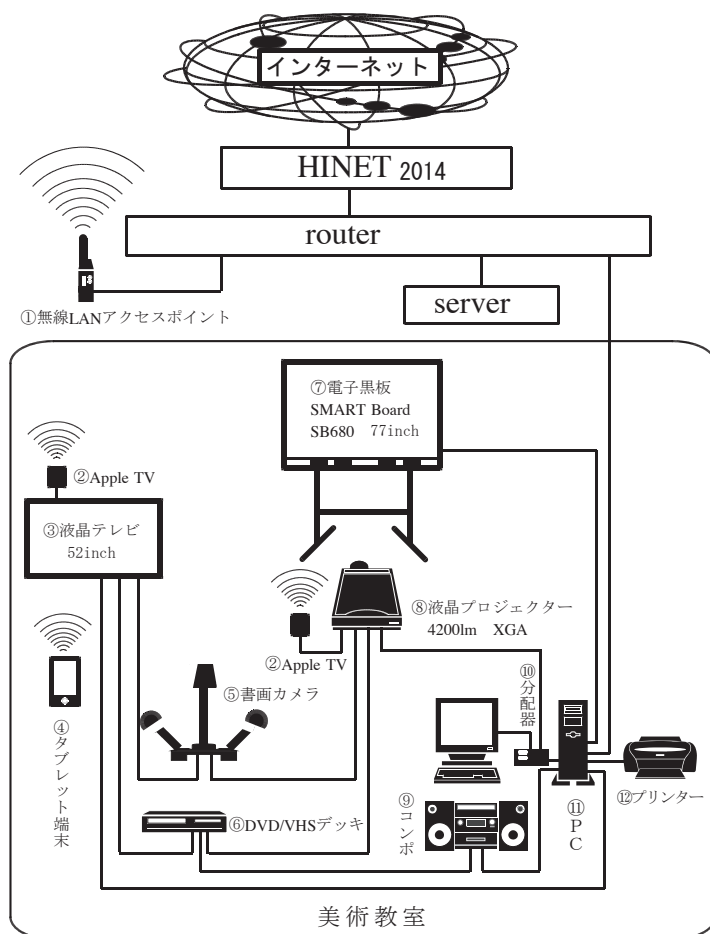 インターネット
HINET 2014
router
server
①無線LANアクセスポイント
⑦電子黒板
SMART Board
SB680 77inch
②Apple TV
③液晶テレビ
52inch
⑧液晶プロジェクター
4200lm XGA
②Apple TV
⑤書画カメラ
④タブレット端末
⑩分配器
⑥DVD/VHSデッキ
⑨コンポ
⑪PC
⑫プリンター
美術教室